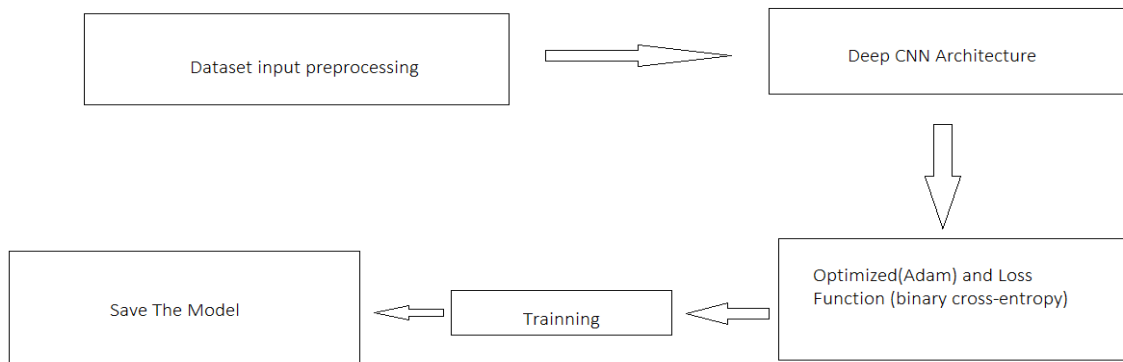 Dataset input preprocessing
Deep CNN Architecture
Optimized(Adam) and Loss
Function (binary cross-entropy)
Trainning
Save The Model